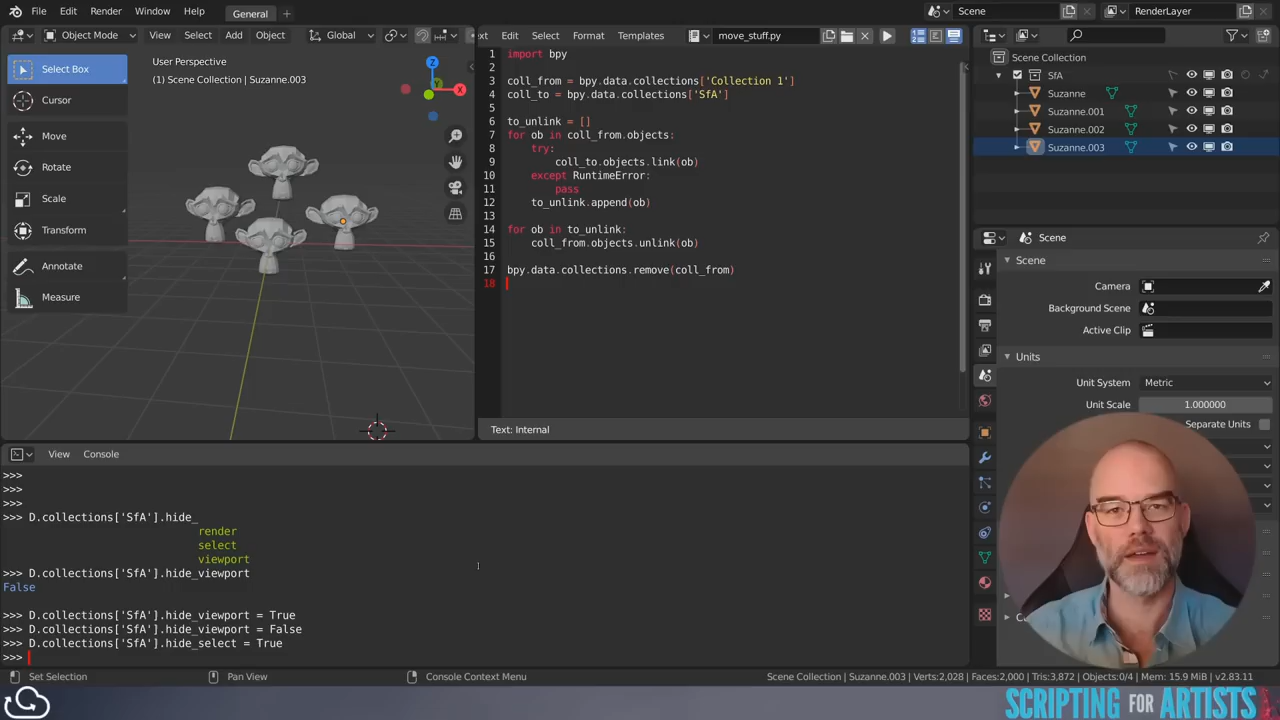 File Edit Render Window Help General + Scene RenderLayer
Object Mode View Select Add Object Global
xt Edit Select Format Templates move_stuff.py
Select Box
Cursor
Move
Rotate
Scale
Transform
Annotate
Measure
User Perspective
(1) Scene Collection | Suzanne.003
Z
Y
X
1 import bpy
2
3 coll_from = bpy.data.collections['Collection 1']
4 coll_to = bpy.data.collections['SfA']
5
6 to_unlink = []
7 for ob in coll_from.objects:
8 try:
9 coll_to.objects.link(ob)
10 except RuntimeError:
11 pass
12 to_unlink.append(ob)
13
14 for ob in to_unlink:
15 coll_from.objects.unlink(ob)
16
17 bpy.data.collections.remove(coll_from)
18
Text: Internal
Scene Collection
SfA
Suzanne
Suzanne.001
Suzanne.002
Suzanne.003
Scene
Scene
Camera
Background Scene
Active Clip
Units
Unit System Metric
Unit Scale 1.000000
Separate Units
View Console
>>>
>>>
>>>
>>> D.collections['SfA'].hide_
render
select
viewport
>>> D.collections['SfA'].hide_viewport
False
>>> D.collections['SfA'].hide_viewport = True
>>> D.collections['SfA'].hide_viewport = False
>>> D.collections['SfA'].hide_select = True
>>>
Set Selection Pan View Console Context Menu Scene Collection | Suzanne.003 | Verts:2,028 | Faces:2,000 | Tris:3,872 | Objects:0/4 | Mem: 15.9 MiB | v2.83.11
SCRIPTING FOR ARTISTS